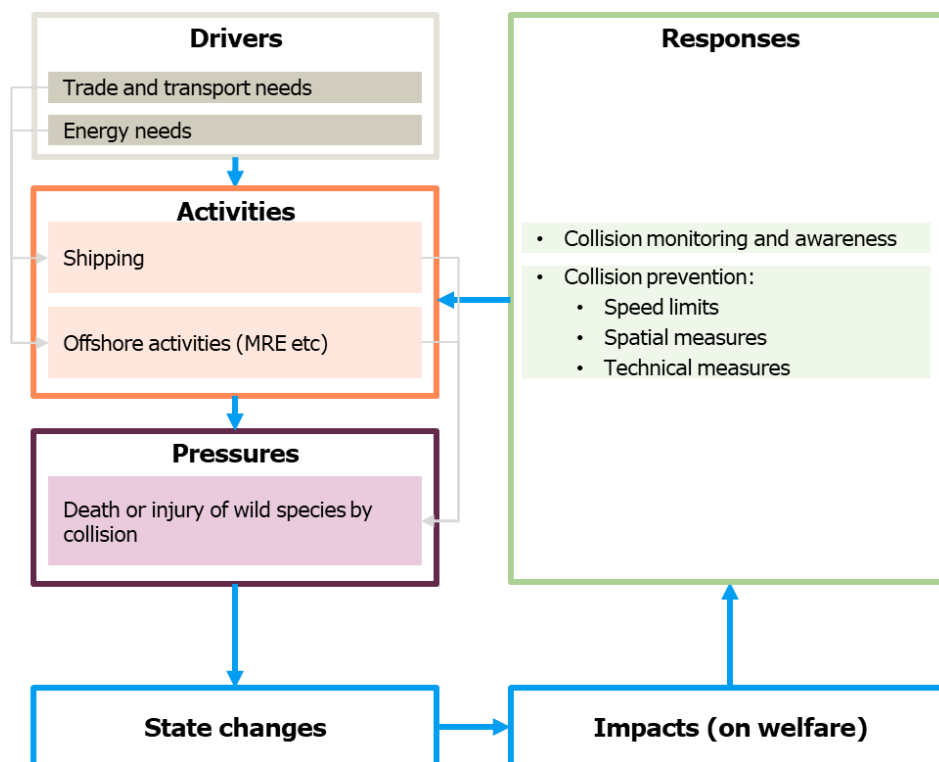 Drivers
Trade and transport needs
Energy needs
Activities
Shipping
Offshore activities (MRE etc)
Pressures
Death or injury of wild species by
collision
State changes
Impacts (on welfare)
Responses
• Collision monitoring and awareness
• Collision prevention:
• Speed limits
• Spatial measures
• Technical measures